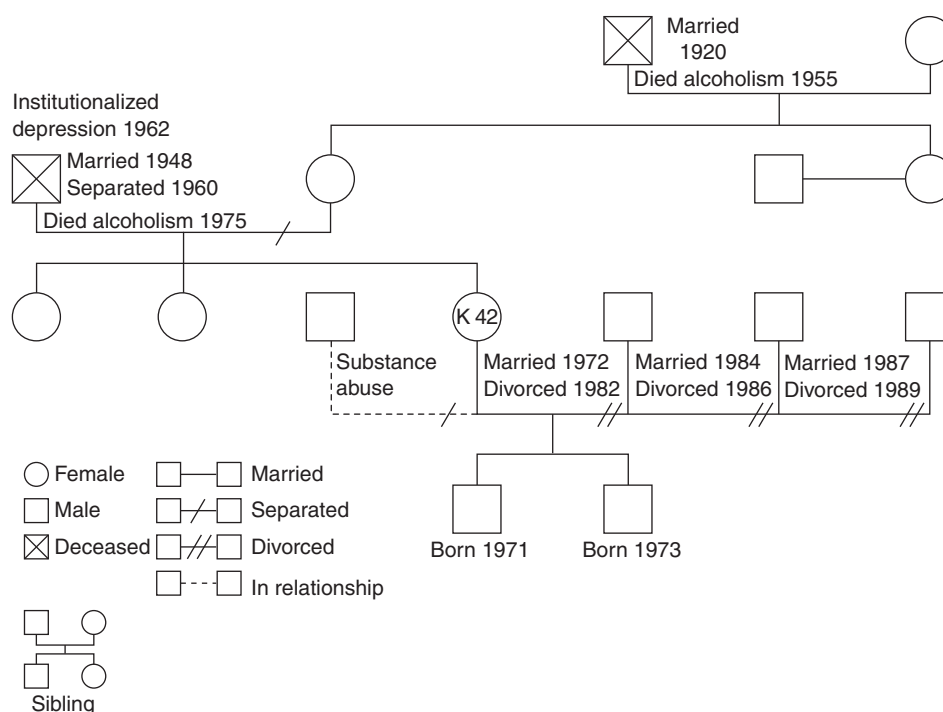 Married
1920
Died alcoholism 1955
Institutionalized
depression 1962
Married 1948
Separated 1960
Died alcoholism 1975
K 42
Substance
abuse
Married 1972
Divorced 1982
Married 1984
Divorced 1986
Married 1987
Divorced 1989
Born 1971
Born 1973
Female
Married
Male
Separated
Deceased
Divorced
In relationship
Sibling